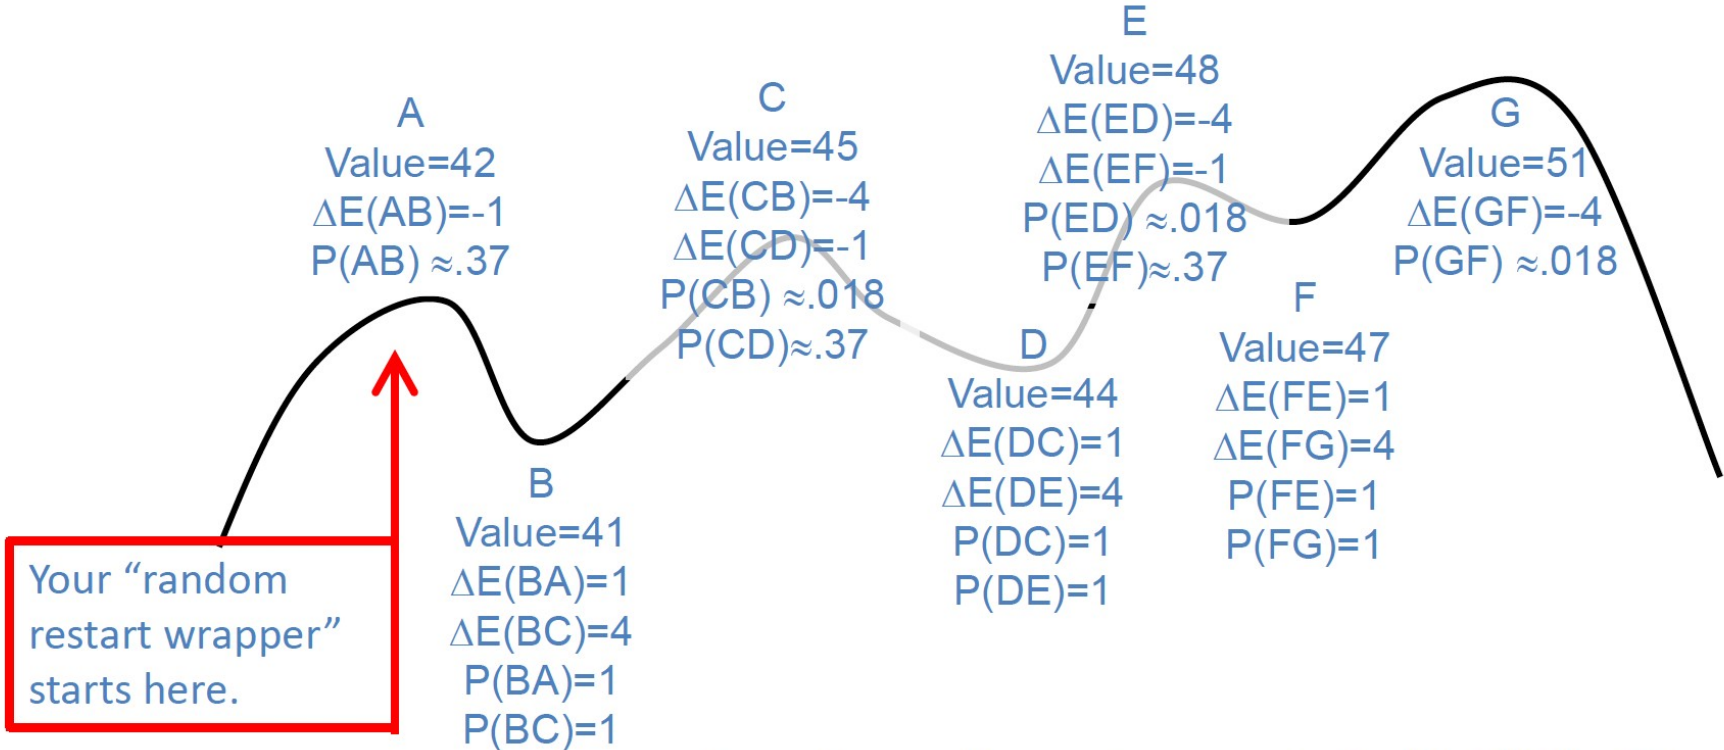 A
Value=42
ΔE(AB)=-1
P(AB) ≈.37
B
Value=41
ΔE(BA)=1
ΔE(BC)=4
P(BA)=1
P(BC)=1
C
Value=45
ΔE(CB)=-4
ΔE(CD)=-1
P(CB) ≈.018
P(CD)≈.37
D
Value=44
ΔE(DC)=1
ΔE(DE)=4
P(DC)=1
P(DE)=1
E
Value=48
ΔE(ED)=-4
ΔE(EF)=-1
P(ED) ≈.018
P(EF)≈.37
F
Value=47
ΔE(FE)=1
ΔE(FG)=4
P(FE)=1
P(FG)=1
G
Value=51
ΔE(GF)=-4
P(GF) ≈.018
Your “random
restart wrapper”
starts here.